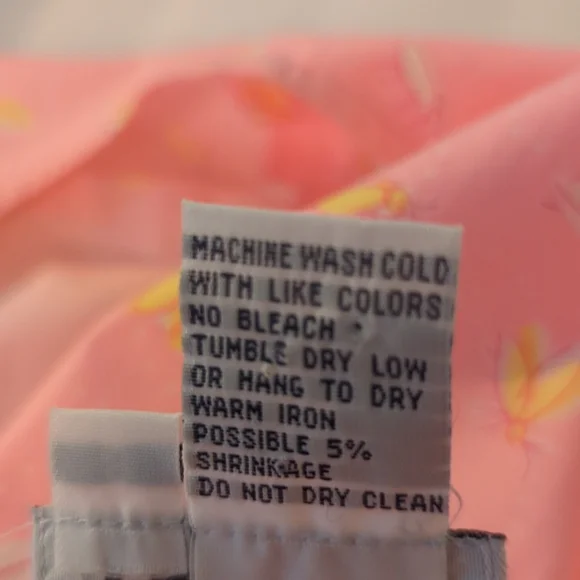 MACHINE WASH COLD
WITH LIKE COLORS
NO BLEACH
TUMBLE DRY LOW
OR HANG TO DRY
WARM IRON
POSSIBLE 5%
SHRINKAGE
DO NOT DRY CLEAN